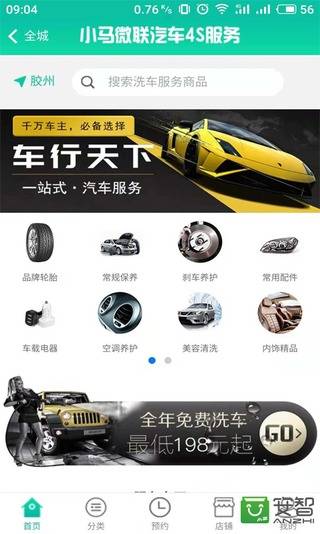 09:04 0.76 K/s 62%
全城 小马微联汽车4S服务
胶州 搜索洗车服务商品
千万车主，必备选择
车行天下
一站式·汽车服务
品牌轮胎 常规保养 刹车养护 常用配件
车载电器 空调养护 美容清洗 内饰精品
全年免费洗车
最低198元起
GO>
首页 分类 预约 店铺 我的
安智
ANZHI